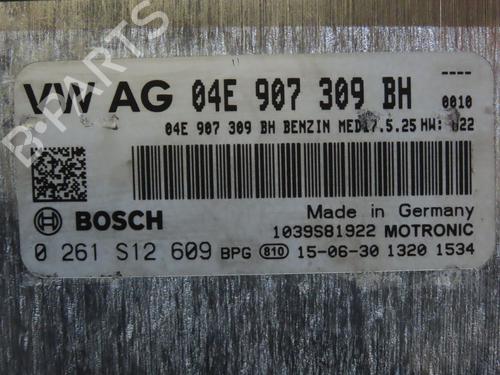 VW AG 04E 907 309 BH
----
0010
04E 907 309 BH BENZIN MED17.5.25 HW: H22
BOSCH
Made in Germany
1039S81922 MOTRONIC
0 261 S12 609 BPG 810 15-06-30 1320 1534
B-PARTS